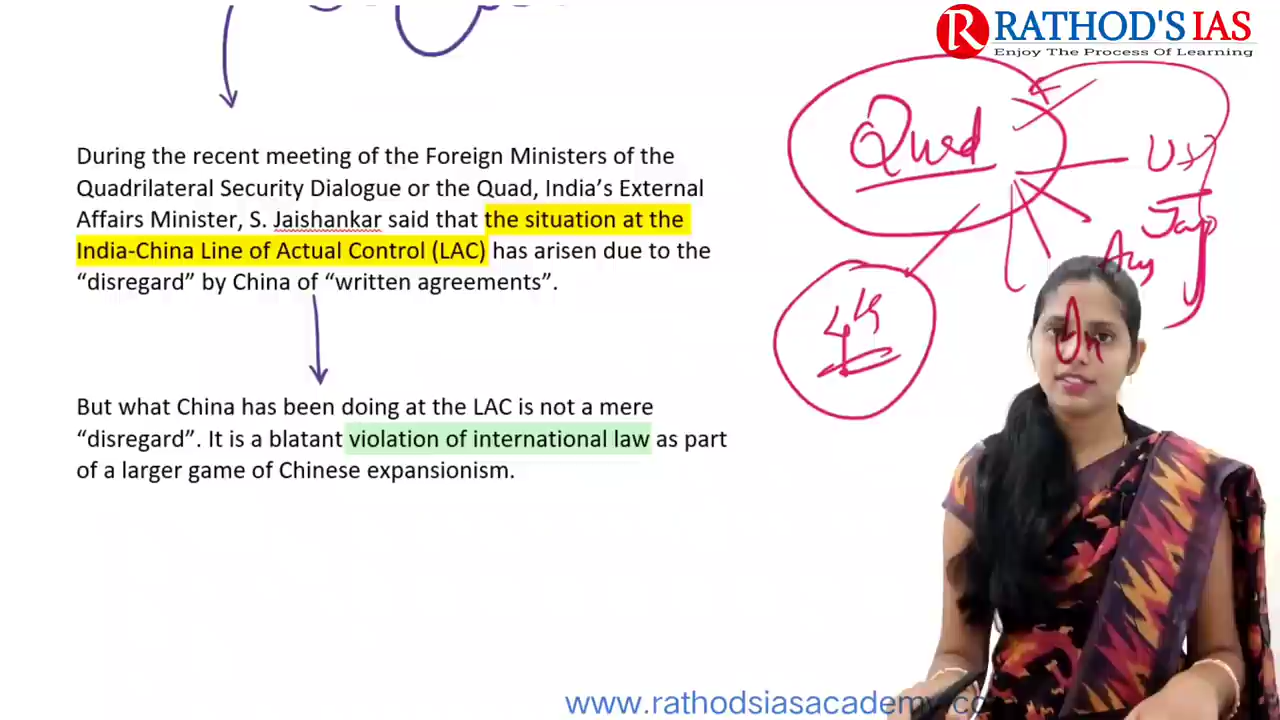 RATHOD'S IAS
Enjoy The Process Of Learning
During the recent meeting of the Foreign Ministers of the
Quadrilateral Security Dialogue or the Quad, India’s External
Affairs Minister, S. Jaishankar said that the situation at the
India-China Line of Actual Control (LAC) has arisen due to the
“disregard” by China of “written agreements”.
But what China has been doing at the LAC is not a mere
“disregard”. It is a blatant violation of international law as part
of a larger game of Chinese expansionism.
Quad
Jap
Aus
In
www.rathodsiasacademy.co